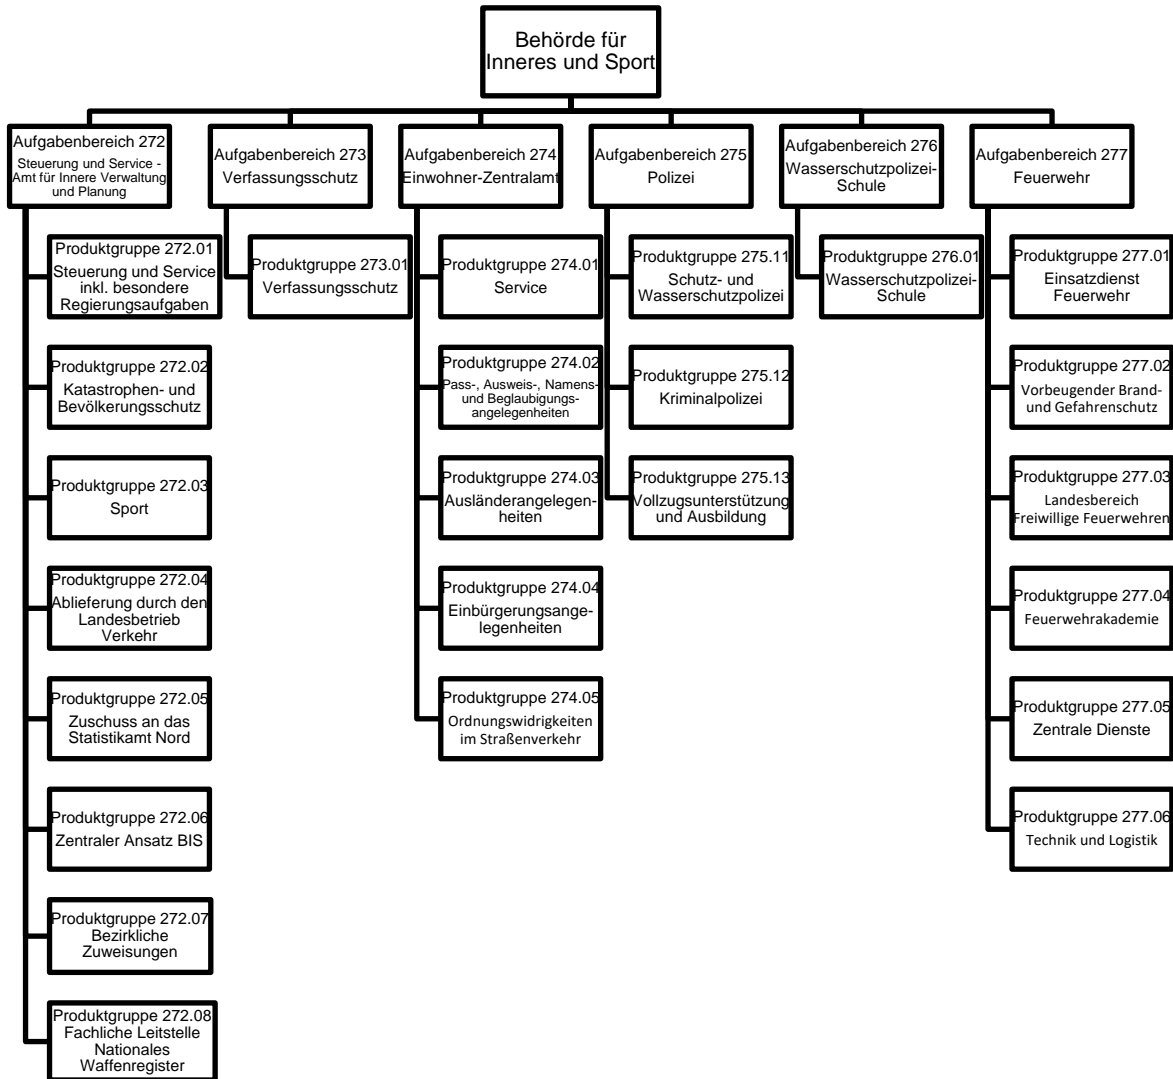 Behörde für
Inneres und Sport
Aufgabenbereich 272
Steuerung und Service -
Amt für Innere Verwaltung
und Planung
Aufgabenbereich 273
Verfassungsschutz
Aufgabenbereich 274
Einwohner-Zentralamt
Aufgabenbereich 275
Polizei
Aufgabenbereich 276
Wasserschutzpolizei-
Schule
Aufgabenbereich 277
Feuerwehr
Produktgruppe 272.01
Steuerung und Service
inkl. besondere
Regierungsaufgaben
Produktgruppe 272.02
Katastrophen- und
Bevölkerungsschutz
Produktgruppe 272.03
Sport
Produktgruppe 272.04
Ablieferung durch den
Landesbetrieb
Verkehr
Produktgruppe 272.05
Zuschuss an das
Statistikamt Nord
Produktgruppe 272.06
Zentraler Ansatz BIS
Produktgruppe 272.07
Bezirkliche
Zuweisungen
Produktgruppe 272.08
Fachliche Leitstelle
Nationales
Waffenregister
Produktgruppe 273.01
Verfassungsschutz
Produktgruppe 274.01
Service
Produktgruppe 274.02
Pass-, Ausweis-, Namens-
und Beglaubigungs-
angelegenheiten
Produktgruppe 274.03
Ausländerangelegen-
heiten
Produktgruppe 274.04
Einbürgerungsange-
legenheiten
Produktgruppe 274.05
Ordnungswidrigkeiten
im Straßenverkehr
Produktgruppe 275.11
Schutz- und
Wasserschutzpolizei
Produktgruppe 275.12
Kriminalpolizei
Produktgruppe 275.13
Vollzugsunterstützung
und Ausbildung
Produktgruppe 276.01
Wasserschutzpolizei-
Schule
Produktgruppe 277.01
Einsatzdienst
Feuerwehr
Produktgruppe 277.02
Vorbeugender Brand-
und Gefahrenschutz
Produktgruppe 277.03
Landesbereich
Freiwillige Feuerwehren
Produktgruppe 277.04
Feuerwehrakademie
Produktgruppe 277.05
Zentrale Dienste
Produktgruppe 277.06
Technik und Logistik